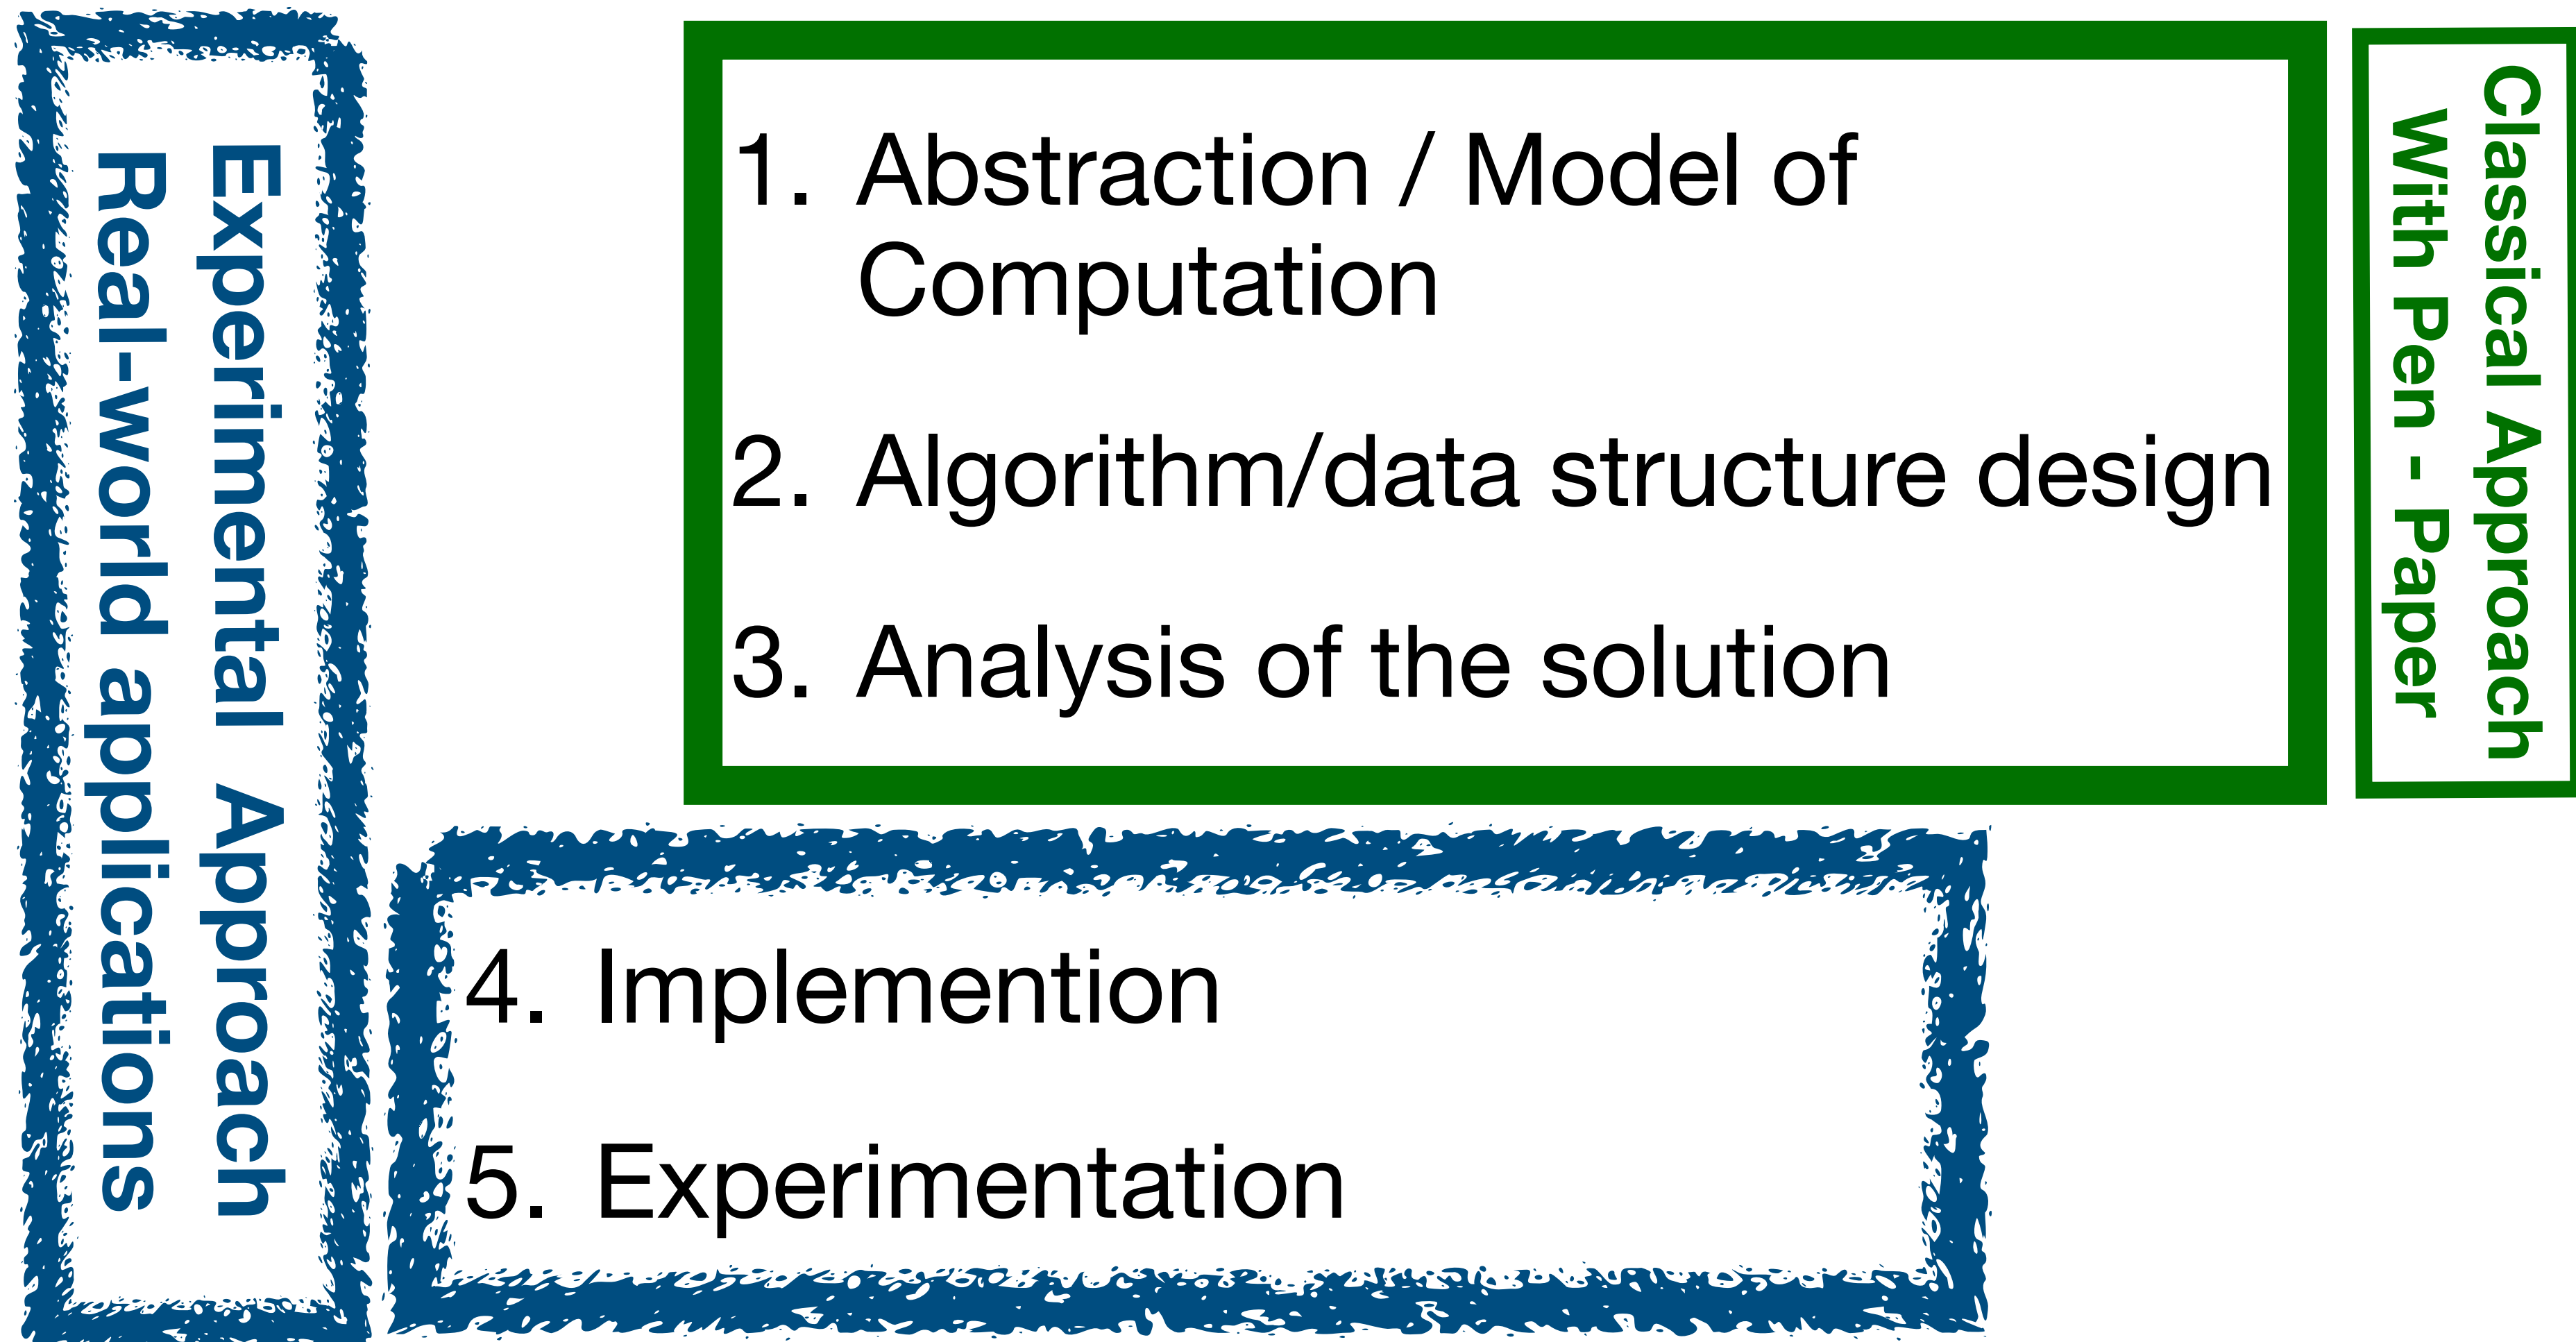 Experimental Approach
Real-world applications
1. Abstraction / Model of
Computation
2. Algorithm/data structure design
3. Analysis of the solution
Classical Approach
With Pen - Paper
4. Implemention
5. Experimentation